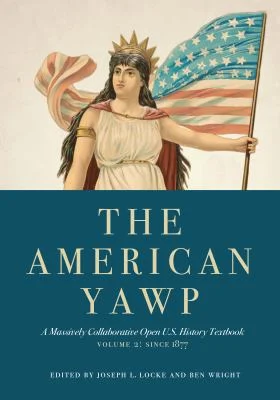 THE
AMERICAN
YAWP
A Massively Collaborative Open U.S. History Textbook
VOLUME 2: SINCE 1877
EDITED BY JOSEPH L. LOCKE AND BEN WRIGHT